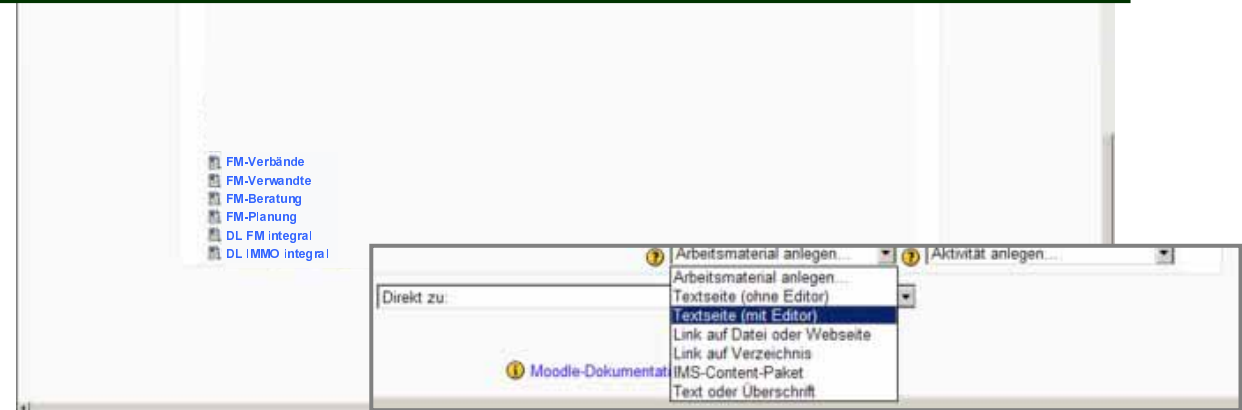 FM-Verbände
FM-Verwandte
FM-Beratung
FM-Planung
DL FM integral
DL IMMO integral
Arbeitsmaterial anlegen... Aktivität anlegen...
Arbeitsmaterial anlegen...
Direkt zu: Textseite (ohne Editor)
Textseite (mit Editor)
Link auf Datei oder Webseite
Link auf Verzeichnis
Moodle-Dokumentati IMS-Content-Paket
Text oder Überschrift